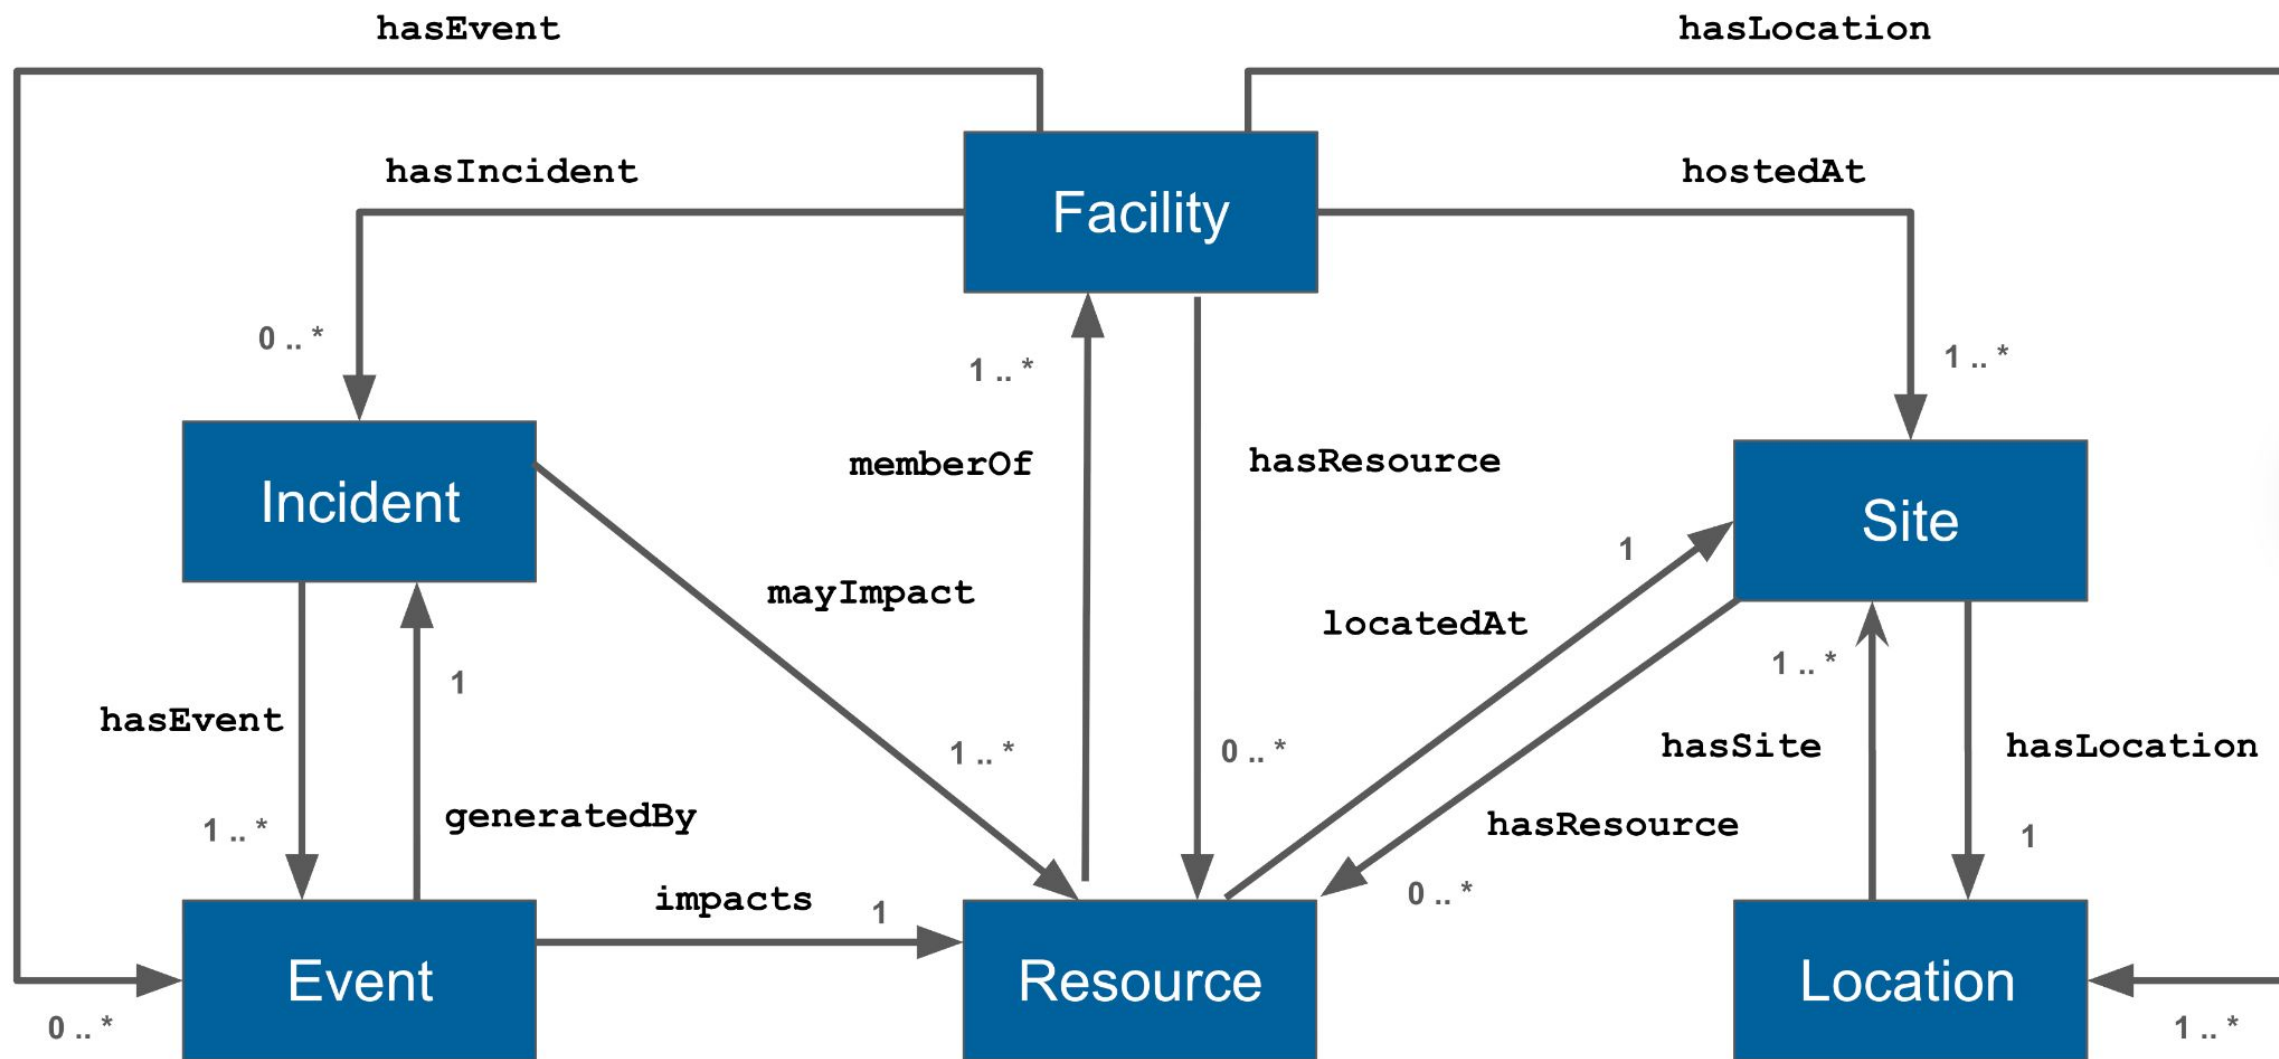 hasEvent
hasLocation
hasIncident
hostedAt
Facility
0 .. *
1 .. *
1 .. *
memberOf
hasResource
Incident
Site
1
mayImpact
locatedAt
1 .. *
1
hasEvent
1 .. *
0 .. *
hasSite
hasLocation
generatedBy
1 .. *
hasResource
1
impacts
1
0 .. *
Event
Resource
Location
0 .. *
1 .. *